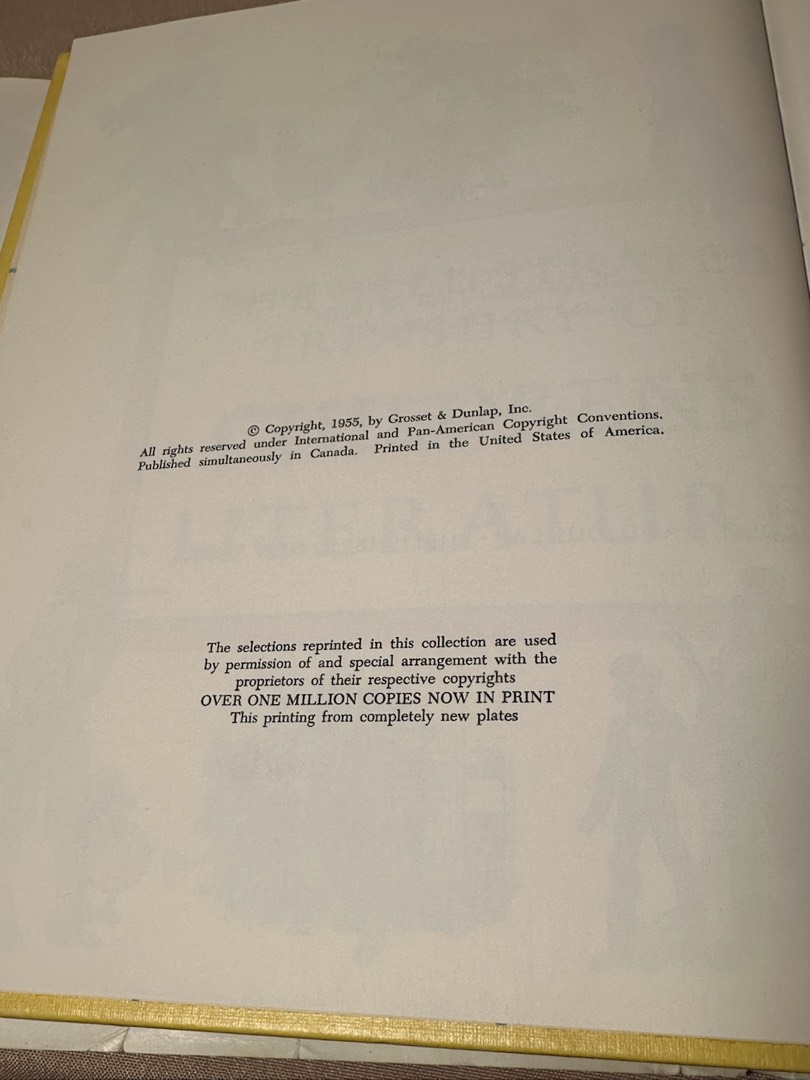 © Copyright, 1955, by Grosset & Dunlap, Inc.
All rights reserved under International and Pan-American Copyright Conventions.
Published simultaneously in Canada. Printed in the United States of America.
The selections reprinted in this collection are used
by permission of and special arrangement with the
proprietors of their respective copyrights
OVER ONE MILLION COPIES NOW IN PRINT
This printing from completely new plates